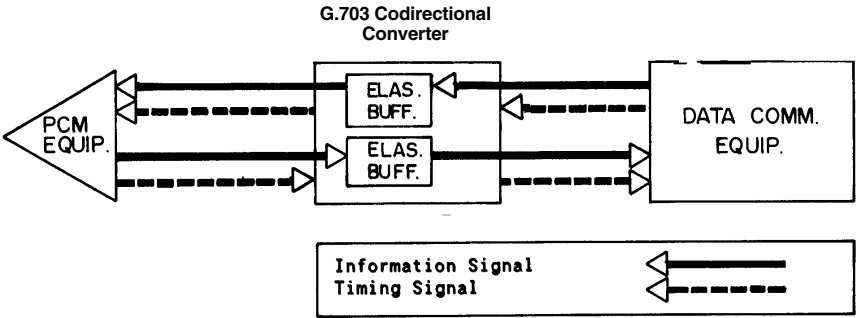 G.703 Codirectional
Converter
ELAS.
BUFF.
PCM
EQUIP.
DATA COMM.
EQUIP.
ELAS.
BUFF.
Information Signal
Timing Signal